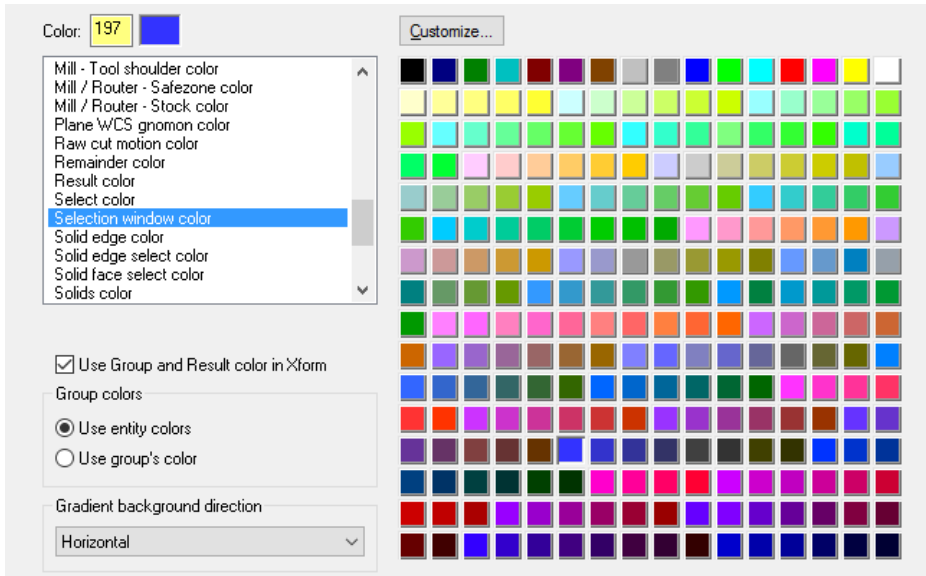 Color: 197
Customize...
Mill - Tool shoulder color
Mill / Router - Safezone color
Mill / Router - Stock color
Plane WCS gnomon color
Raw cut motion color
Remainder color
Result color
Select color
Selection window color
Solid edge color
Solid edge select color
Solid face select color
Solids color
Use Group and Result color in Xform
Group colors
Use entity colors
Use group's color
Gradient background direction
Horizontal